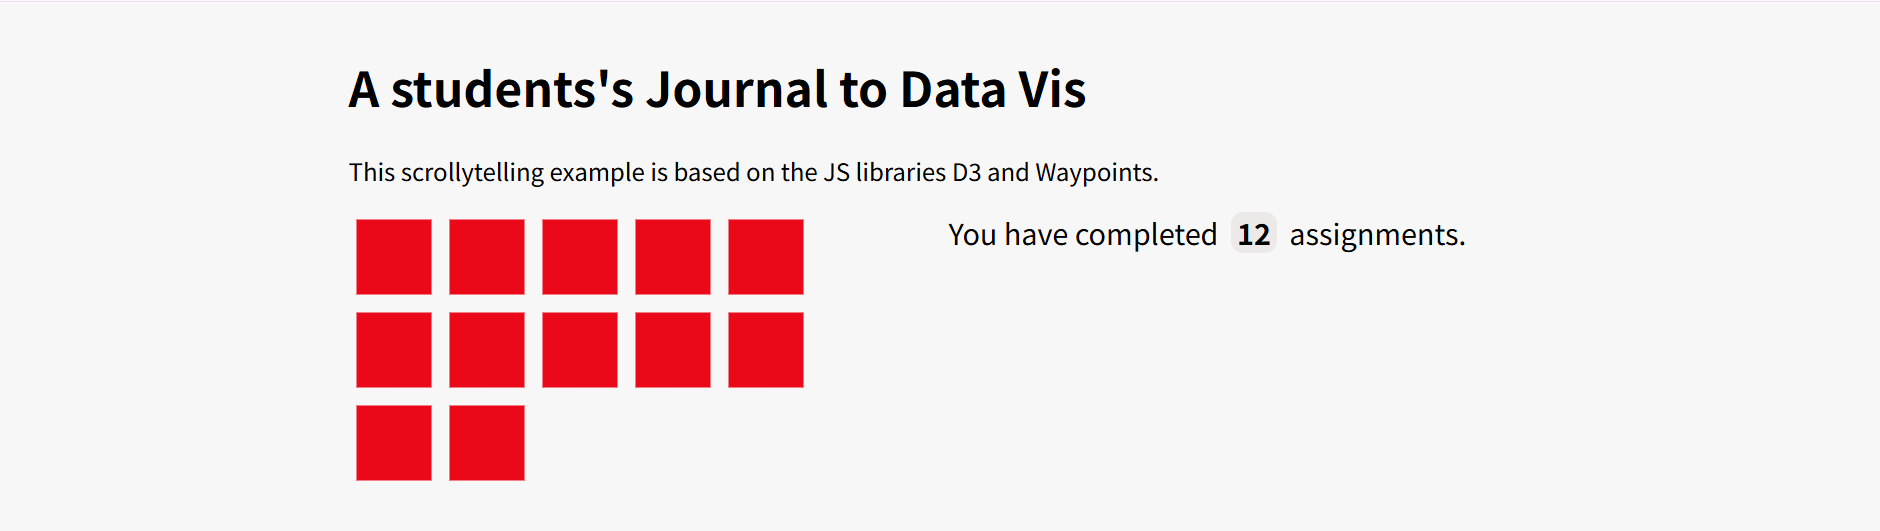 A students's Journal to Data Vis
This scrollytelling example is based on the JS libraries D3 and Waypoints.
You have completed 12 assignments.